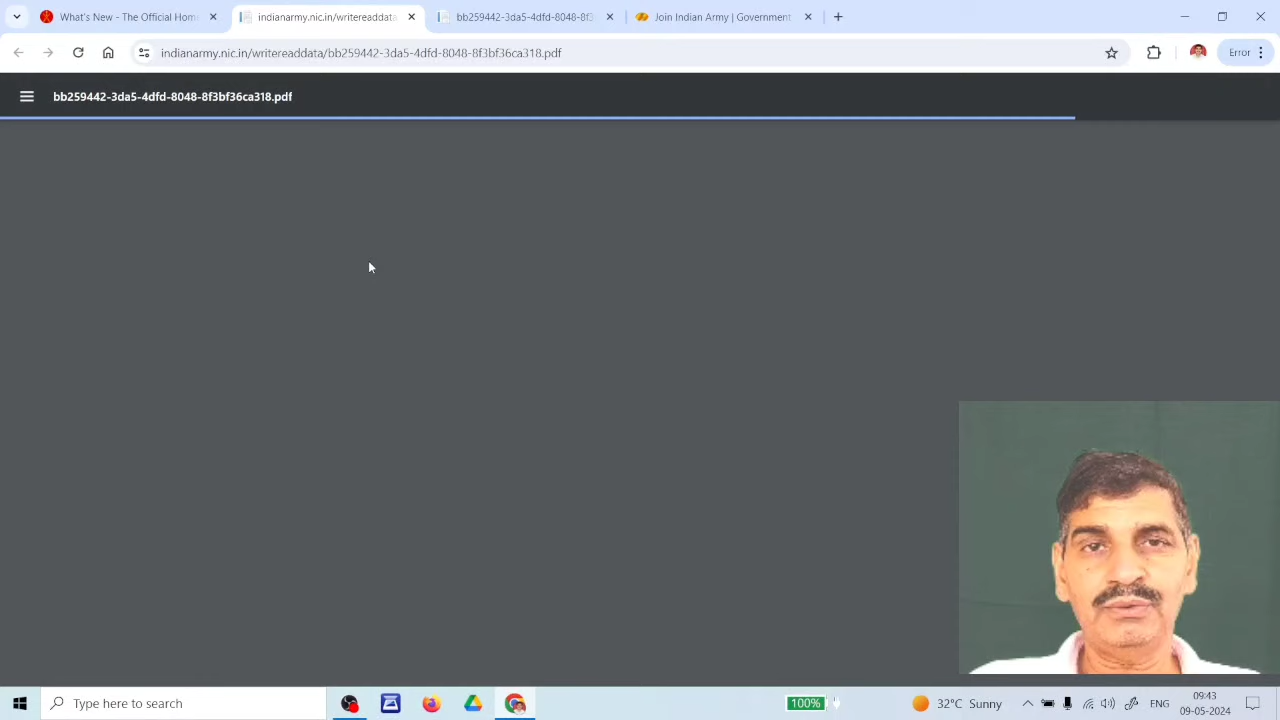 What's New - The Official Hom
indianarmy.nic.in/writereaddata
bb259442-3da5-4dfd-8048-8f3
Join Indian Army | Government
indianarmy.nic.in/writereaddata/bb259442-3da5-4dfd-8048-8f3bf36ca318.pdf
Error
bb259442-3da5-4dfd-8048-8f3bf36ca318.pdf
Type here to search
100%
32°C Sunny
ENG
09:43
09-05-2024